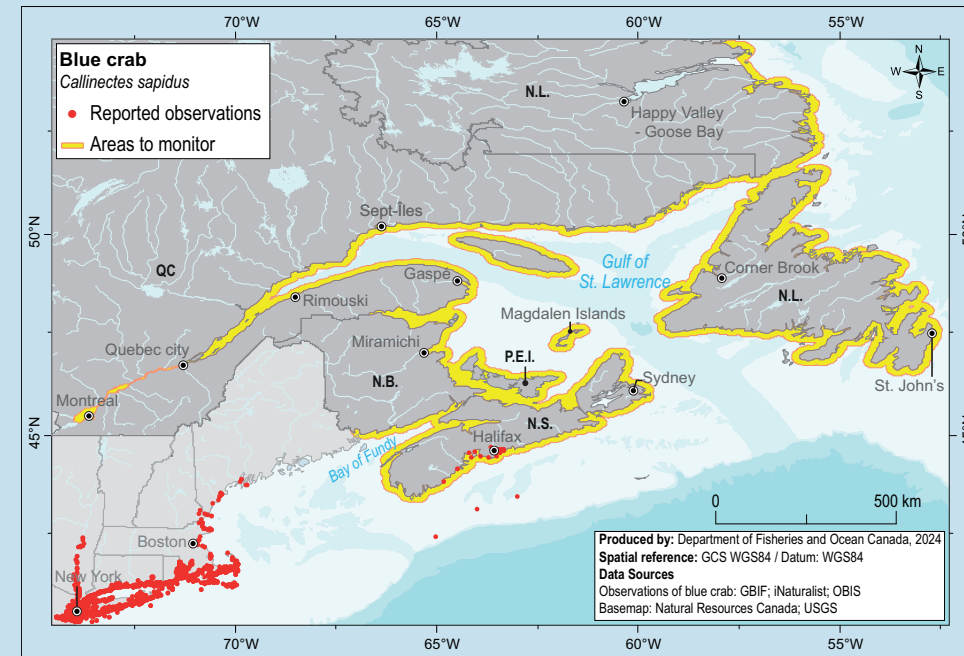 70°W 65°W 60°W 55°W
Blue crab
Callinectes sapidus
Reported observations
Areas to monitor
N
W E
S
N.L.
Happy Valley
- Goose Bay
Sept-Îles
50°N
QC
Gaspé
Gulf of
St. Lawrence
Corner Brook
N.L.
Rimouski
Magdalen Islands
Quebec city
Miramichi
P.E.I.
N.B.
Sydney
St. John's
Montreal
N.S.
45°N
Halifax
Bay of Fundy
0 500 km
Boston
New York
Produced by: Department of Fisheries and Ocean Canada, 2024
Spatial reference: GCS WGS84 / Datum: WGS84
Data Sources
Observations of blue crab: GBIF; iNaturalist; OBIS
Basemap: Natural Resources Canada; USGS
70°W 65°W 60°W 55°W